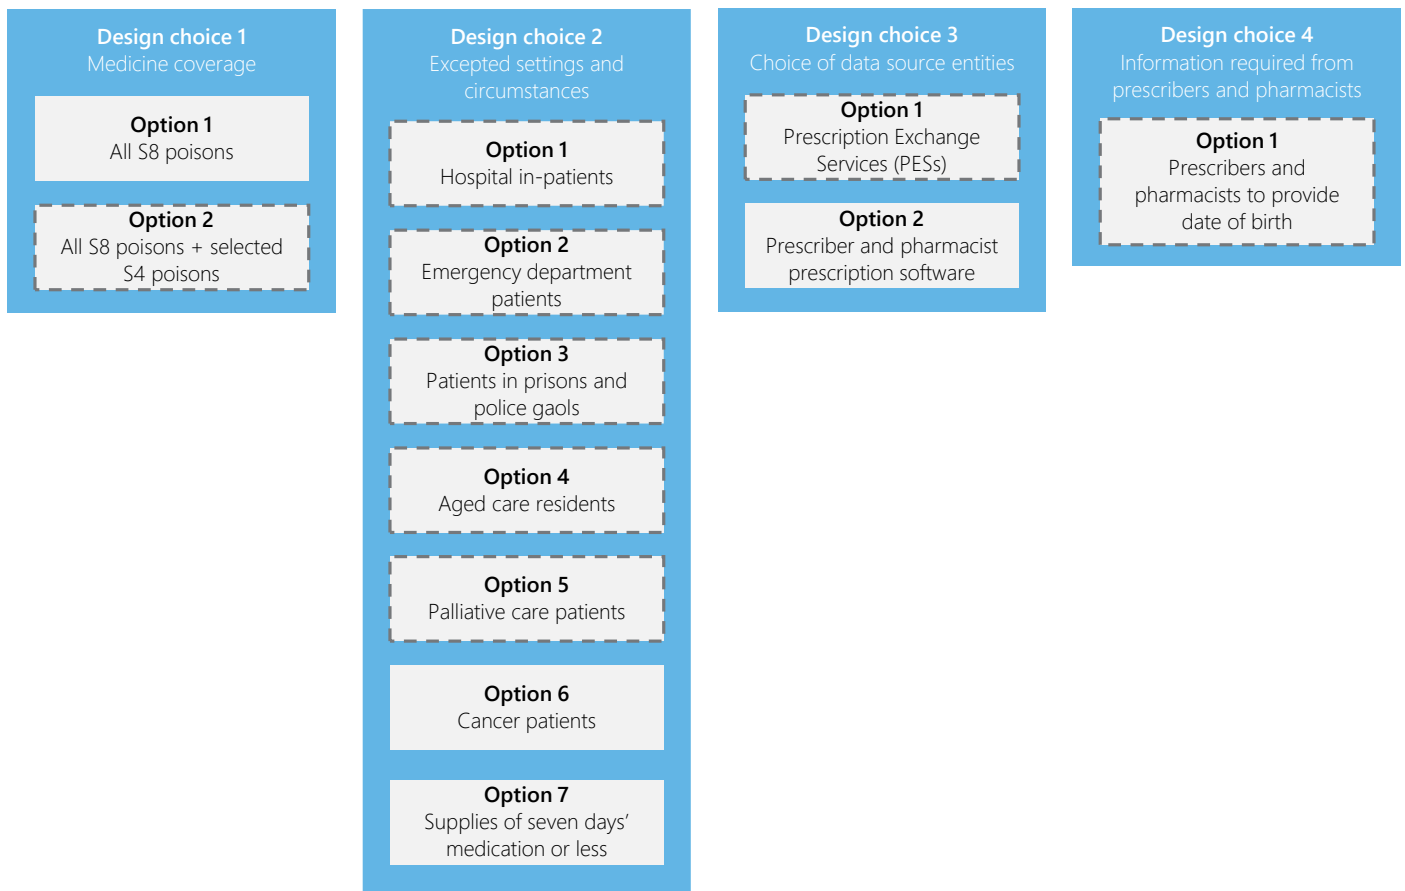 Design choice 1
Medicine coverage
Option 1
All S8 poisons
Option 2
All S8 poisons + selected
S4 poisons
Design choice 2
Excepted settings and
circumstances
Option 1
Hospital in-patients
Option 2
Emergency department
patients
Option 3
Patients in prisons and
police gaols
Option 4
Aged care residents
Option 5
Palliative care patients
Option 6
Cancer patients
Option 7
Supplies of seven days’
medication or less
Design choice 3
Choice of data source entities
Option 1
Prescription Exchange
Services (PESs)
Option 2
Prescriber and pharmacist
prescription software
Design choice 4
Information required from
prescribers and pharmacists
Option 1
Prescribers and
pharmacists to provide
date of birth